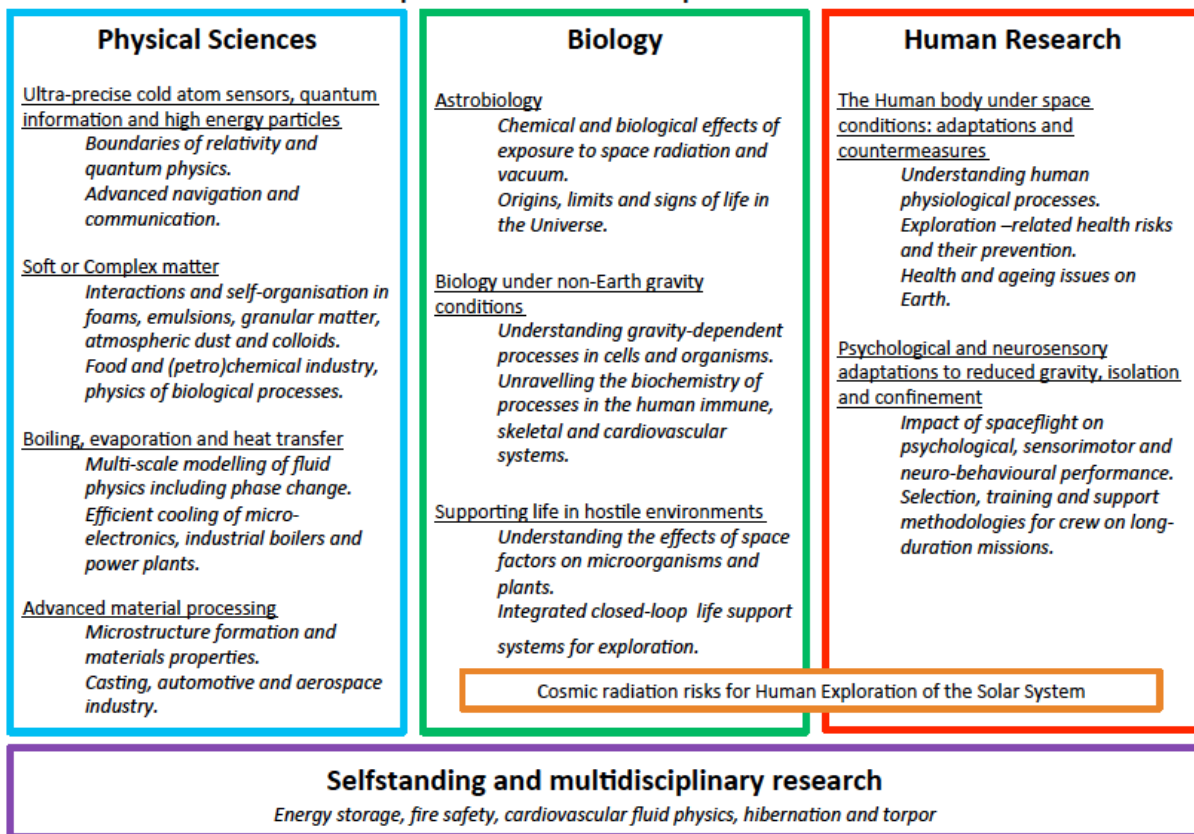 Physical Sciences
Ultra-precise cold atom sensors, quantum
information and high energy particles
Boundaries of relativity and
quantum physics.
Advanced navigation and
communication.
Soft or Complex matter
Interactions and self-organisation in
foams, emulsions, granular matter,
atmospheric dust and colloids.
Food and (petro)chemical industry,
physics of biological processes.
Boiling, evaporation and heat transfer
Multi-scale modelling of fluid
physics including phase change.
Efficient cooling of micro-
electronics, industrial boilers and
power plants.
Advanced material processing
Microstructure formation and
materials properties.
Casting, automotive and aerospace
industry.
Biology
Astrobiology
Chemical and biological effects of
exposure to space radiation and
vacuum.
Origins, limits and signs of life in
the Universe.
Biology under non-Earth gravity
conditions
Understanding gravity-dependent
processes in cells and organisms.
Unravelling the biochemistry of
processes in the human immune,
skeletal and cardiovascular
systems.
Supporting life in hostile environments
Understanding the effects of space
factors on microorganisms and
plants.
Integrated closed-loop life support
systems for exploration.
Human Research
The Human body under space
conditions: adaptations and
countermeasures
Understanding human
physiological processes.
Exploration –related health risks
and their prevention.
Health and ageing issues on
Earth.
Psychological and neurosensory
adaptations to reduced gravity, isolation
and confinement
Impact of spaceflight on
psychological, sensorimotor and
neuro-behavioural performance.
Selection, training and support
methodologies for crew on long-
duration missions.
Cosmic radiation risks for Human Exploration of the Solar System
Selfstanding and multidisciplinary research
Energy storage, fire safety, cardiovascular fluid physics, hibernation and torpor